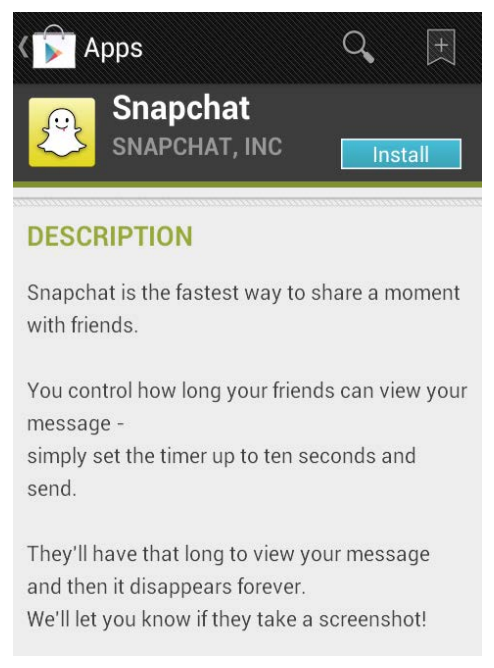 Apps
Snapchat
SNAPCHAT, INC
Install
DESCRIPTION
Snapchat is the fastest way to share a moment
with friends.
You control how long your friends can view your
message -
simply set the timer up to ten seconds and
send.
They'll have that long to view your message
and then it disappears forever.
We'll let you know if they take a screenshot!